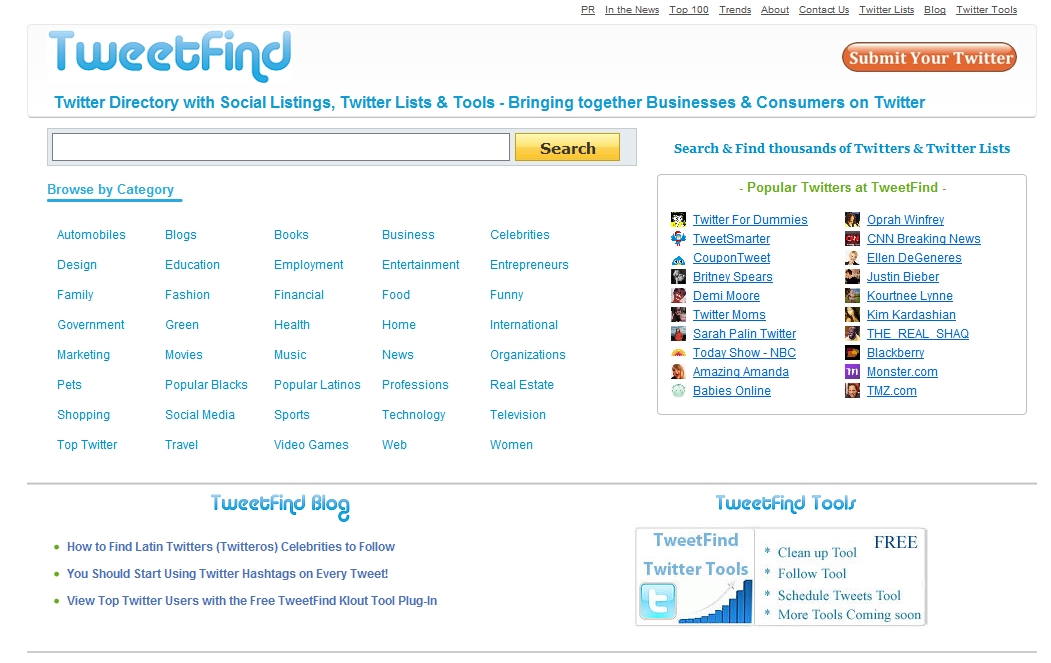 PR In the News Top 100 Trends About Contact Us Twitter Lists Blog Twitter Tools
TweetFind
Submit Your Twitter
Twitter Directory with Social Listings, Twitter Lists & Tools - Bringing together Businesses & Consumers on Twitter
Search
Search & Find thousands of Twitters & Twitter Lists
Browse by Category
Automobiles Blogs Books Business Celebrities
Design Education Employment Entertainment Entrepreneurs
Family Fashion Financial Food Funny
Government Green Health Home International
Marketing Movies Music News Organizations
Pets Popular Blacks Popular Latinos Professions Real Estate
Shopping Social Media Sports Technology Television
Top Twitter Travel Video Games Web Women
- Popular Twitters at TweetFind -
Twitter For Dummies Oprah Winfrey
TweetSmarter CNN Breaking News
CouponTweet Ellen DeGeneres
Britney Spears Justin Bieber
Demi Moore Kourtnee Lynne
Twitter Moms Kim Kardashian
Sarah Palin Twitter THE_REAL_SHAQ
Today Show - NBC Blackberry
Amazing Amanda Monster.com
Babies Online TMZ.com
TweetFind Blog
How to Find Latin Twitters (Twitteros) Celebrities to Follow
You Should Start Using Twitter Hashtags on Every Tweet!
View Top Twitter Users with the Free TweetFind Klout Tool Plug-In
TweetFind Tools
TweetFind
Twitter Tools
FREE
* Clean up Tool
* Follow Tool
* Schedule Tweets Tool
* More Tools Coming soon